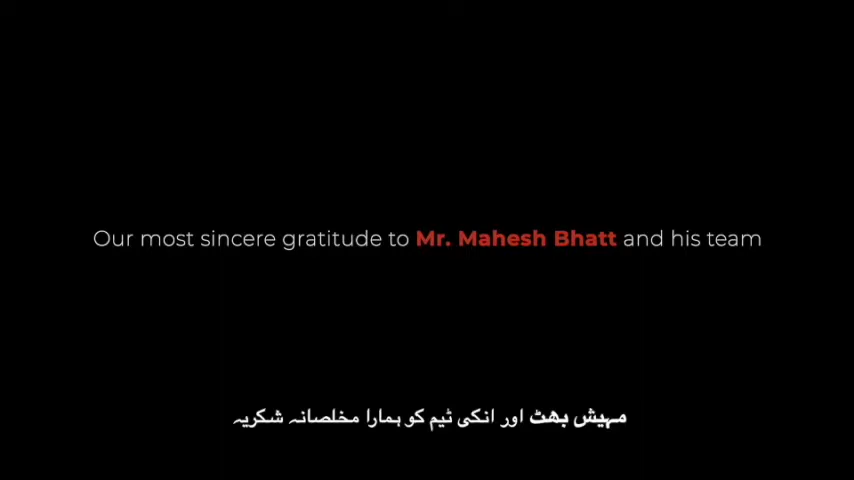 Our most sincere gratitude to Mr. Mahesh Bhatt and his team
مہیش بھٹ اور انکی ٹیم کو ہمارا مخلصانہ شکریہ